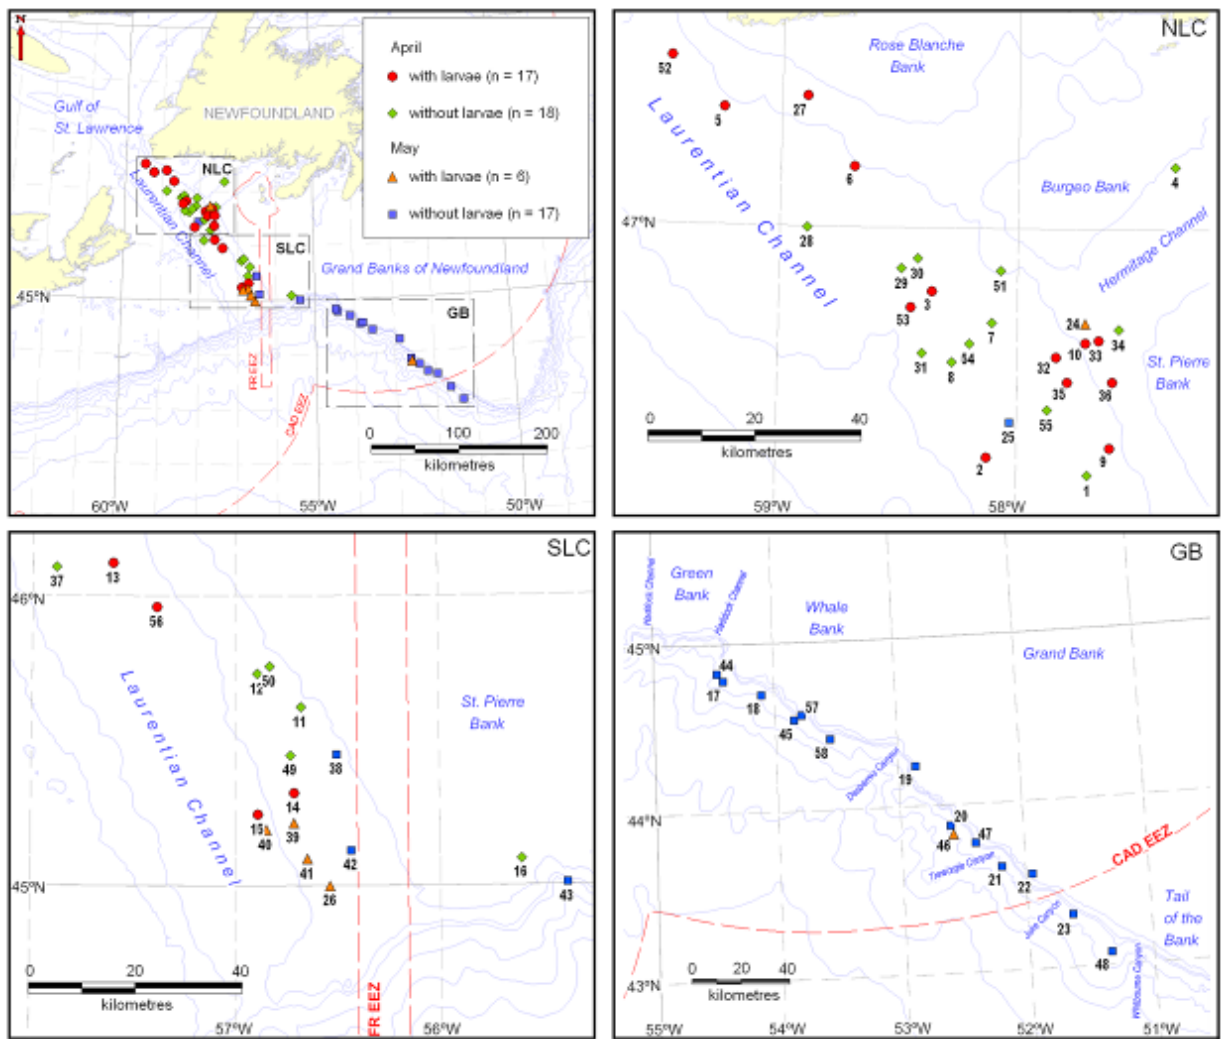 N
Gulf of
St. Lawrence
NEWFOUNDLAND
April
with larvae (n = 17)
without larvae (n = 18)
May
with larvae (n = 6)
without larvae (n = 17)
NLC
Laurentian Channel
SLC
Grand Banks of Newfoundland
45°N
GB
FR EEZ
CAD EEZ
0 100 200
kilometres
60°W 55°W 50°W
NLC
Rose Blanche
Bank
52
5
27
Laurentian Channel
6
4
Burgeo Bank
47°N
28
Hermitage Channel
30
29
51
3
53
7
24
34
10 33
54
31
8
32
St. Pierre
Bank
35
36
55
25
2
9
1
0 20 40
kilometres
59°W 58°W
SLC
37
13
46°N
56
12 50
11
Laurentian Channel
St. Pierre
Bank
49
38
14
15
40
39
41
42
16
45°N
26
43
0 20 40
kilometres
FR EEZ
57°W 56°W
GB
Haddock Channel
Green
Bank
Haddock Channel
Whale
Bank
45°N
Grand Bank
44
17
18
57
45
58
Desbarres Canyon
19
44°N
20
47
46
CAD EEZ
21
22
Tail
of the
Bank
23
48
43°N
0 20 40
kilometres
55°W 54°W 53°W 52°W 51°W